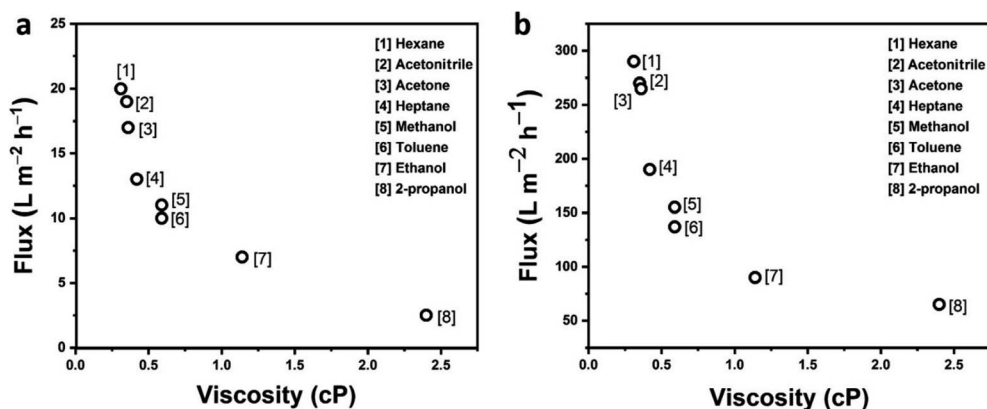 a
25
20
15
10
5
0
0.0 0.5 1.0 1.5 2.0 2.5
Flux (L m⁻² h⁻¹)
Viscosity (cP)
[1] Hexane
[2] Acetonitrile
[3] Acetone
[4] Heptane
[5] Methanol
[6] Toluene
[7] Ethanol
[8] 2-propanol
[1]
[2]
[3]
[4]
[5]
[6]
[7]
[8]
b
300
250
200
150
100
50
0.0 0.5 1.0 1.5 2.0 2.5
Flux (L m⁻² h⁻¹)
Viscosity (cP)
[1] Hexane
[2] Acetonitrile
[3] Acetone
[4] Heptane
[5] Methanol
[6] Toluene
[7] Ethanol
[8] 2-propanol
[1]
[2]
[3]
[4]
[5]
[6]
[7]
[8]